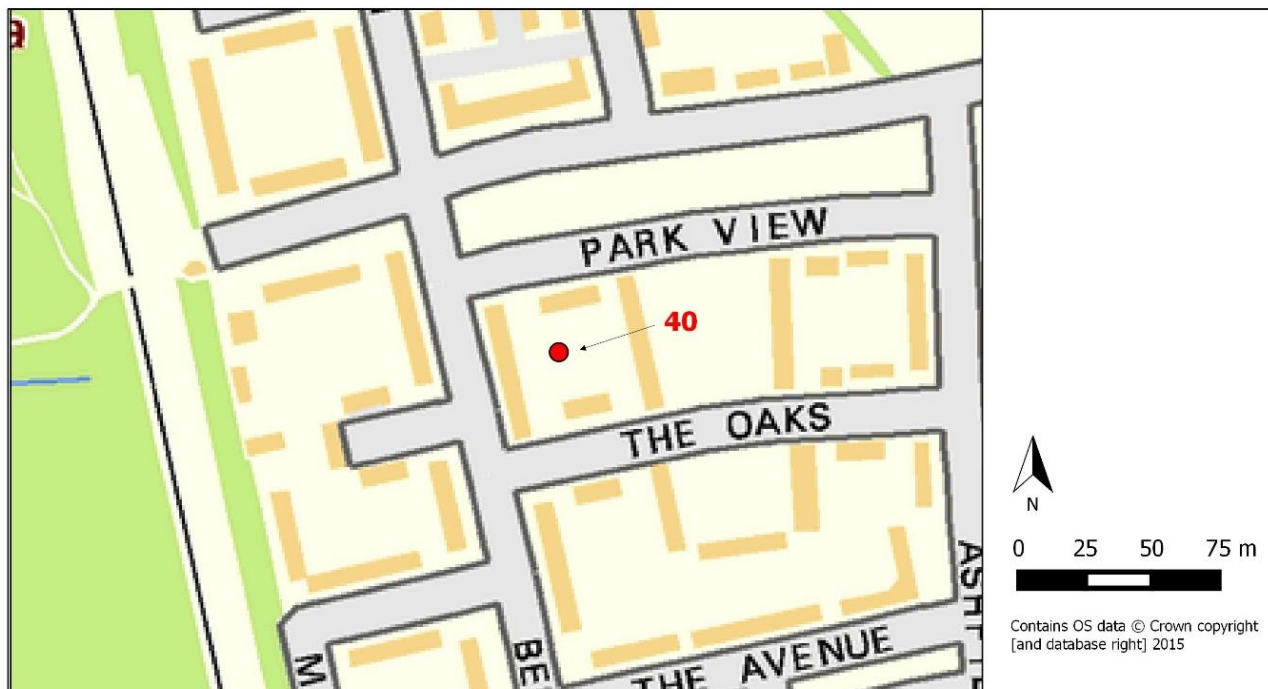 PARK VIEW
40
THE OAKS
THE AVENUE
N
0 25 50 75 m
Contains OS data © Crown copyright
[and database right] 2015